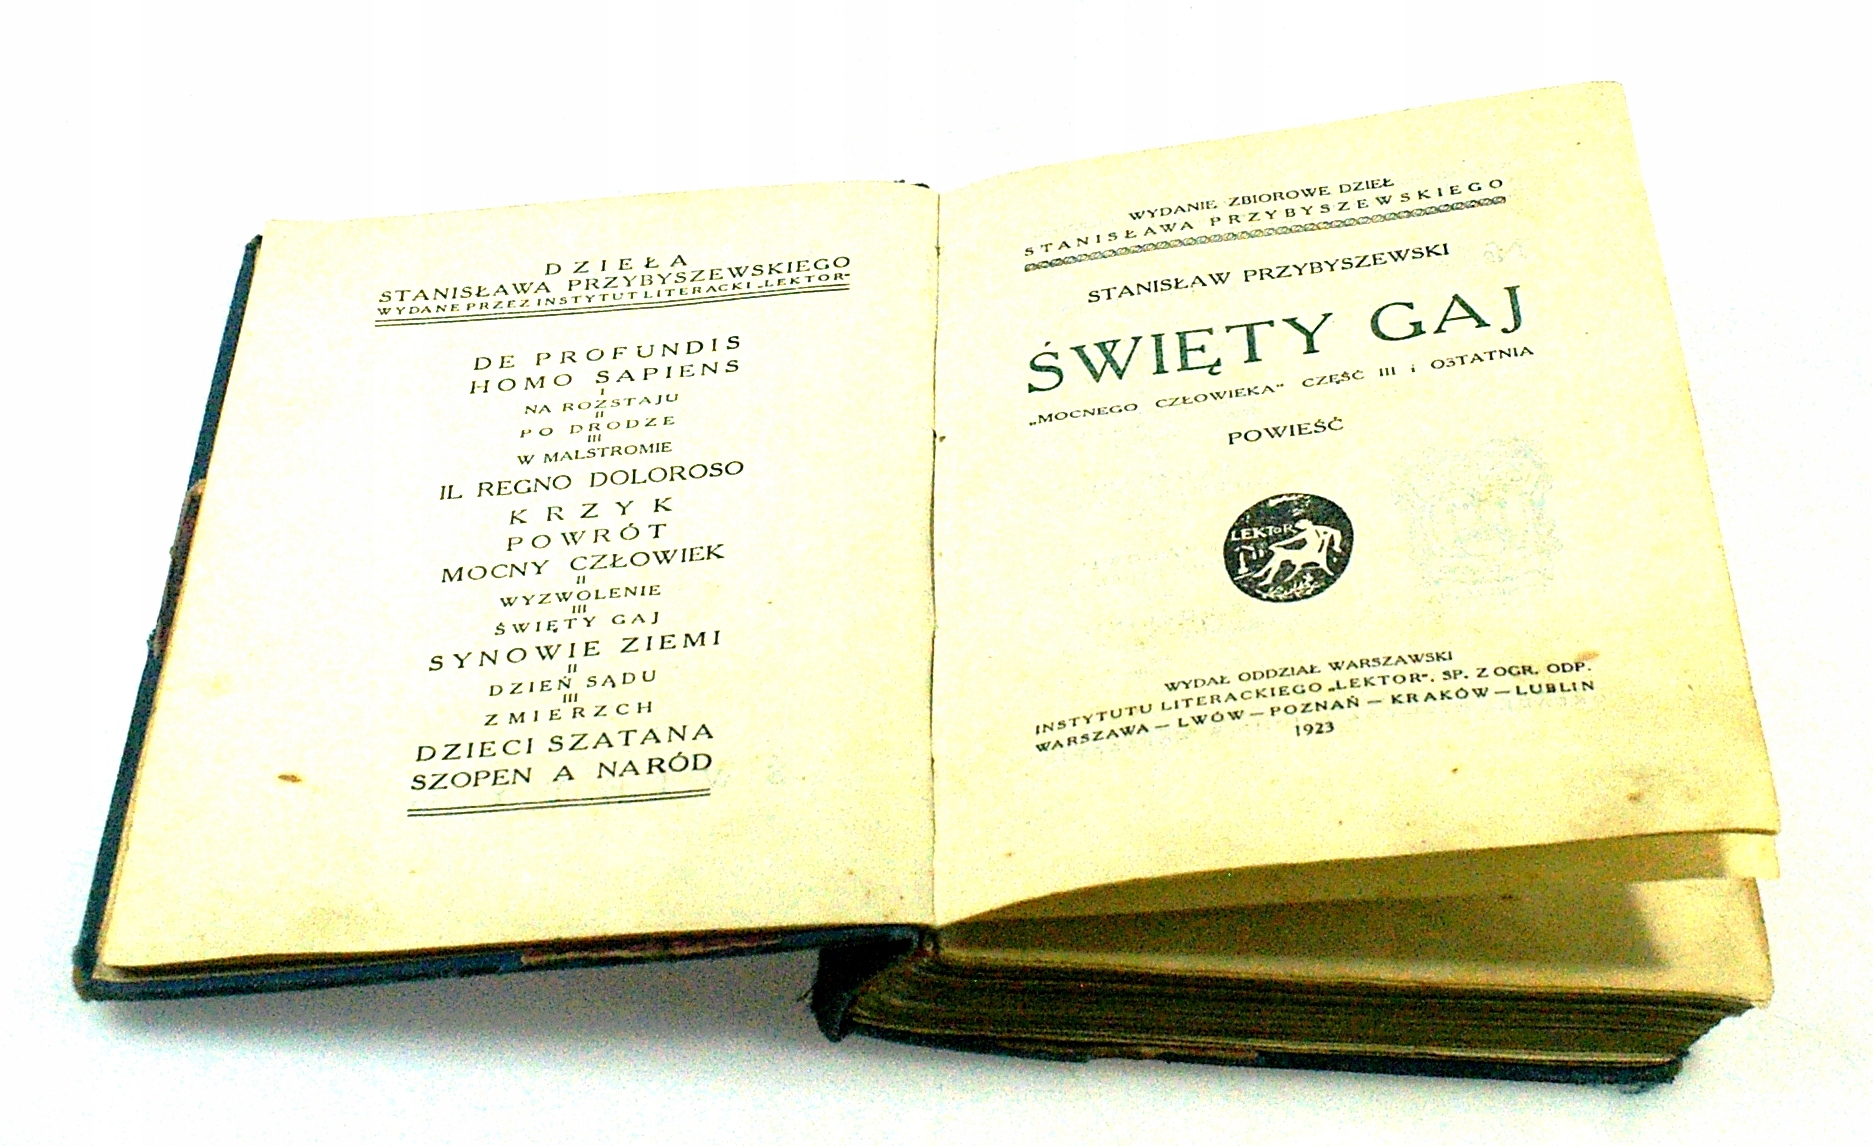 DZIEŁA
STANISŁAWA PRZYBYSZEWSKIEGO
WYDANE PRZEZ INSTYTUT LITERACKI „LEKTOR"
DE PROFUNDIS
HOMO SAPIENS
I
NA ROZSTAJU
II
PO DRODZE
III
W MALSTROMIE
IL REGNO DOLOROSO
KRZYK
POWRÓT
MOCNY CZŁOWIEK
II
WYZWOLENIE
III
ŚWIĘTY GAJ
SYNOWIE ZIEMI
II
DZIEŃ SĄDU
III
ZMIERZCH
DZIECI SZATANA
SZOPEN A NARÓD
WYDANIE ZBIOROWE DZIEŁ
STANISŁAWA PRZYBYSZEWSKIEGO
STANISŁAW PRZYBYSZEWSKI
ŚWIĘTY GAJ
„MOCNEGO CZŁOWIEKA" CZĘŚĆ III i OSTATNIA
POWIEŚĆ
LEKTOR
WYDAŁ ODDZIAŁ WARSZAWSKI
INSTYTUTU LITERACKIEGO „LEKTOR", SP. Z OGR. ODP.
WARSZAWA — LWÓW — POZNAŃ — KRAKÓW — LUBLIN
1923